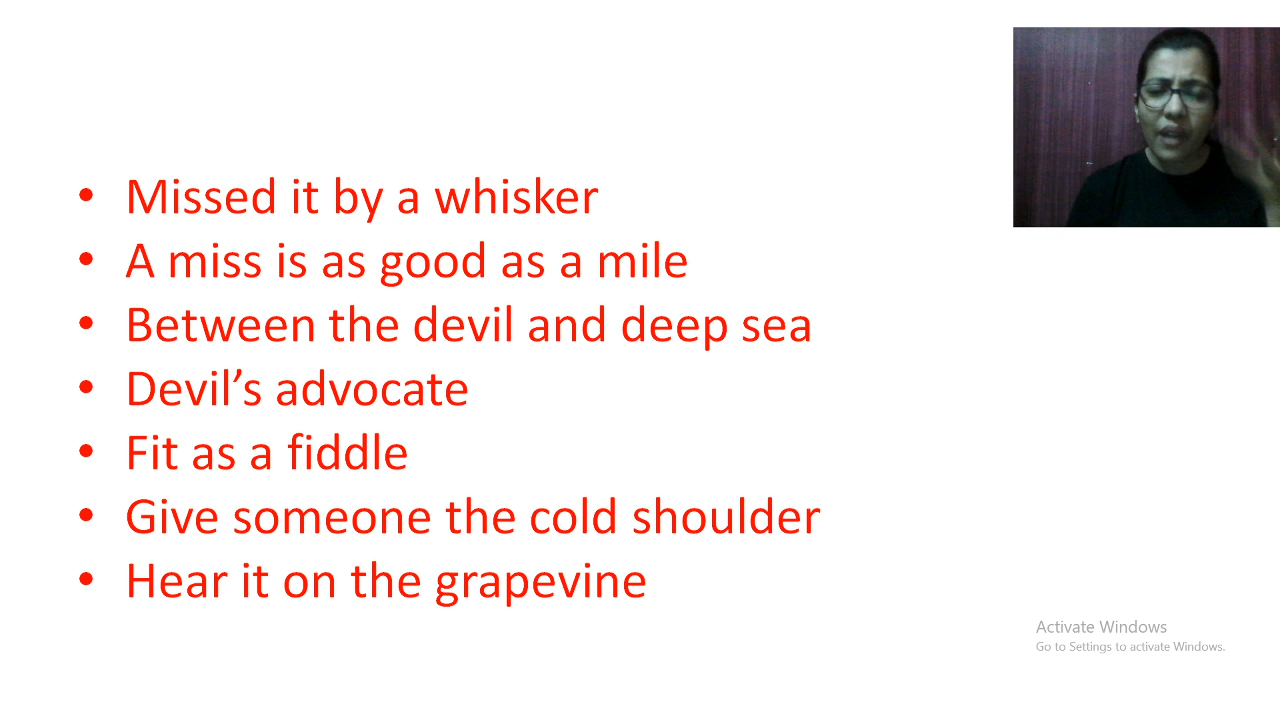 • Missed it by a whisker
• A miss is as good as a mile
• Between the devil and deep sea
• Devil’s advocate
• Fit as a fiddle
• Give someone the cold shoulder
• Hear it on the grapevine
Activate Windows
Go to Settings to activate Windows.